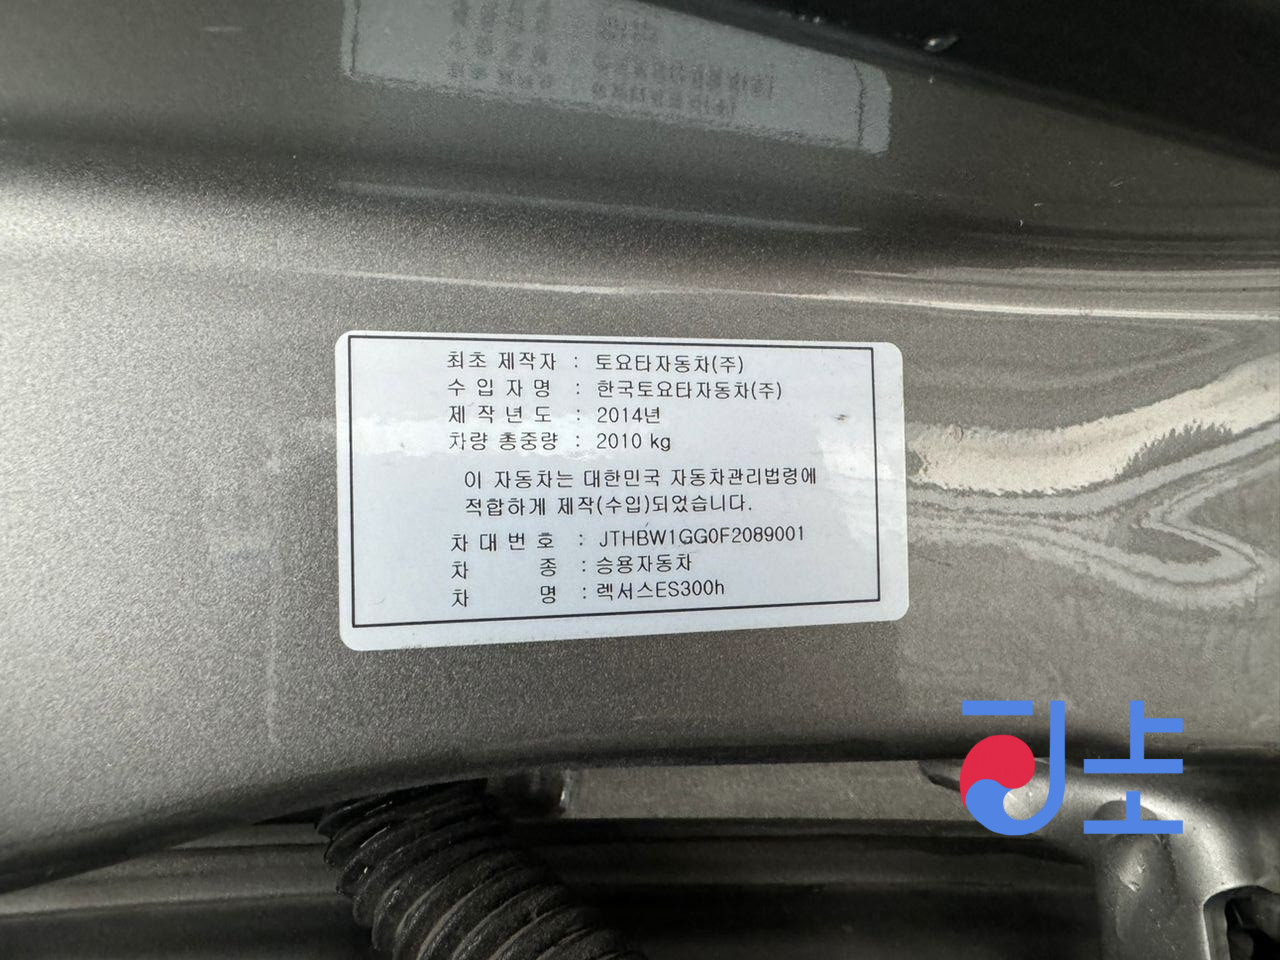 최초 제작자 : 토요타자동차(주)
수 입 자 명 : 한국토요타자동차(주)
제 작 년 도 : 2014년
차량 총중량 : 2010 kg
이 자동차는 대한민국 자동차관리법령에
적합하게 제작(수입)되었습니다.
차 대 번 호 : JTHBW1GG0F2089001
차 종 : 승용자동차
차 명 : 렉서스ES300h